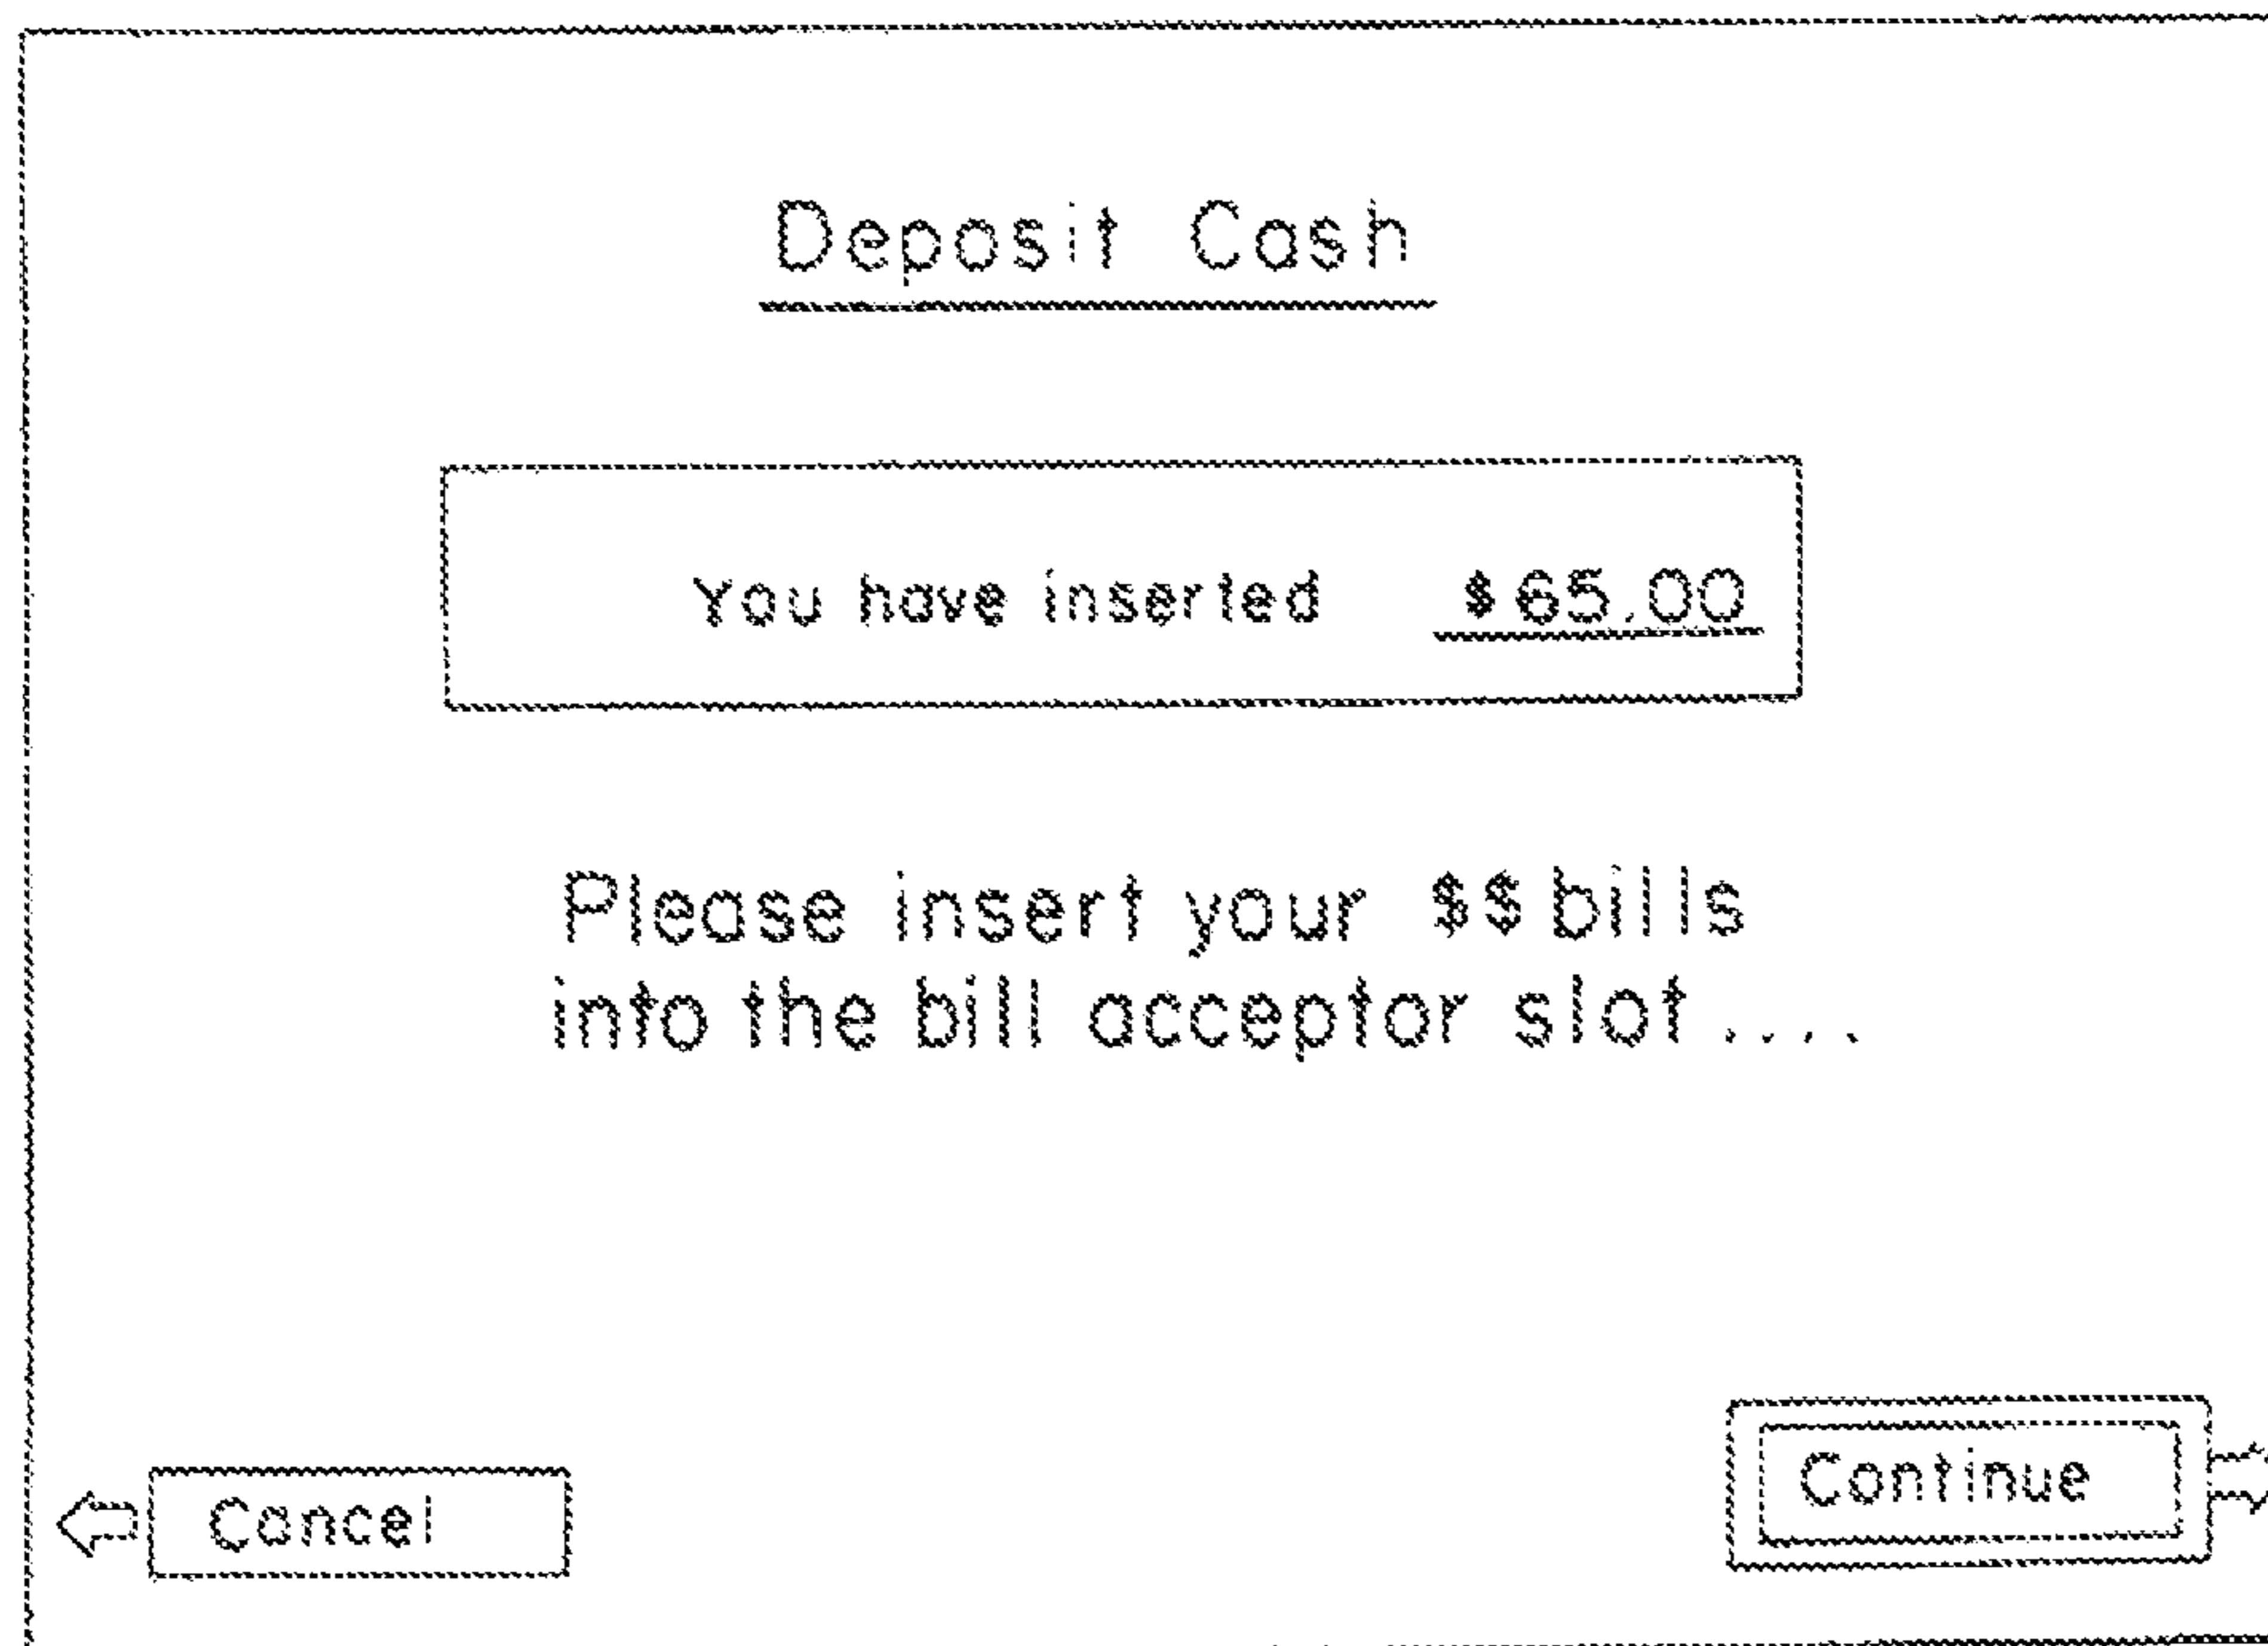 Deposit Cash
You have inserted $65.00
Please insert your $$ bills
into the bill acceptor slot....
Cancel
Continue